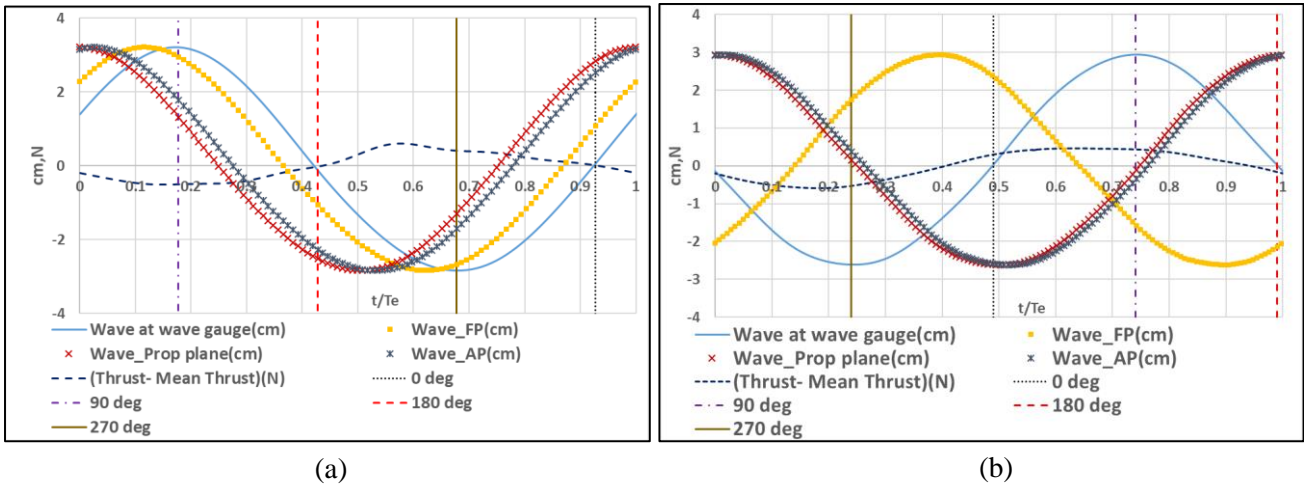 4
3
2
1
0
-1
-2
-3
-4
cm,N
0 0.1 0.2 0.3 0.4 0.5 0.6 0.7 0.8 0.9 1
t/Te
Wave at wave gauge(cm) Wave_FP(cm)
Wave_Prop plane(cm) Wave_AP(cm)
(Thrust- Mean Thrust)(N) 0 deg
90 deg 180 deg
270 deg
(a)
4
3
2
1
0
-1
-2
-3
-4
cm,N
0 0.1 0.2 0.3 0.4 0.5 0.6 0.7 0.8 0.9 1
t/Te
Wave at wave gauge(cm) Wave_FP(cm)
Wave_Prop plane(cm) Wave_AP(cm)
(Thrust- Mean Thrust)(N) 0 deg
90 deg 180 deg
270 deg
(b)